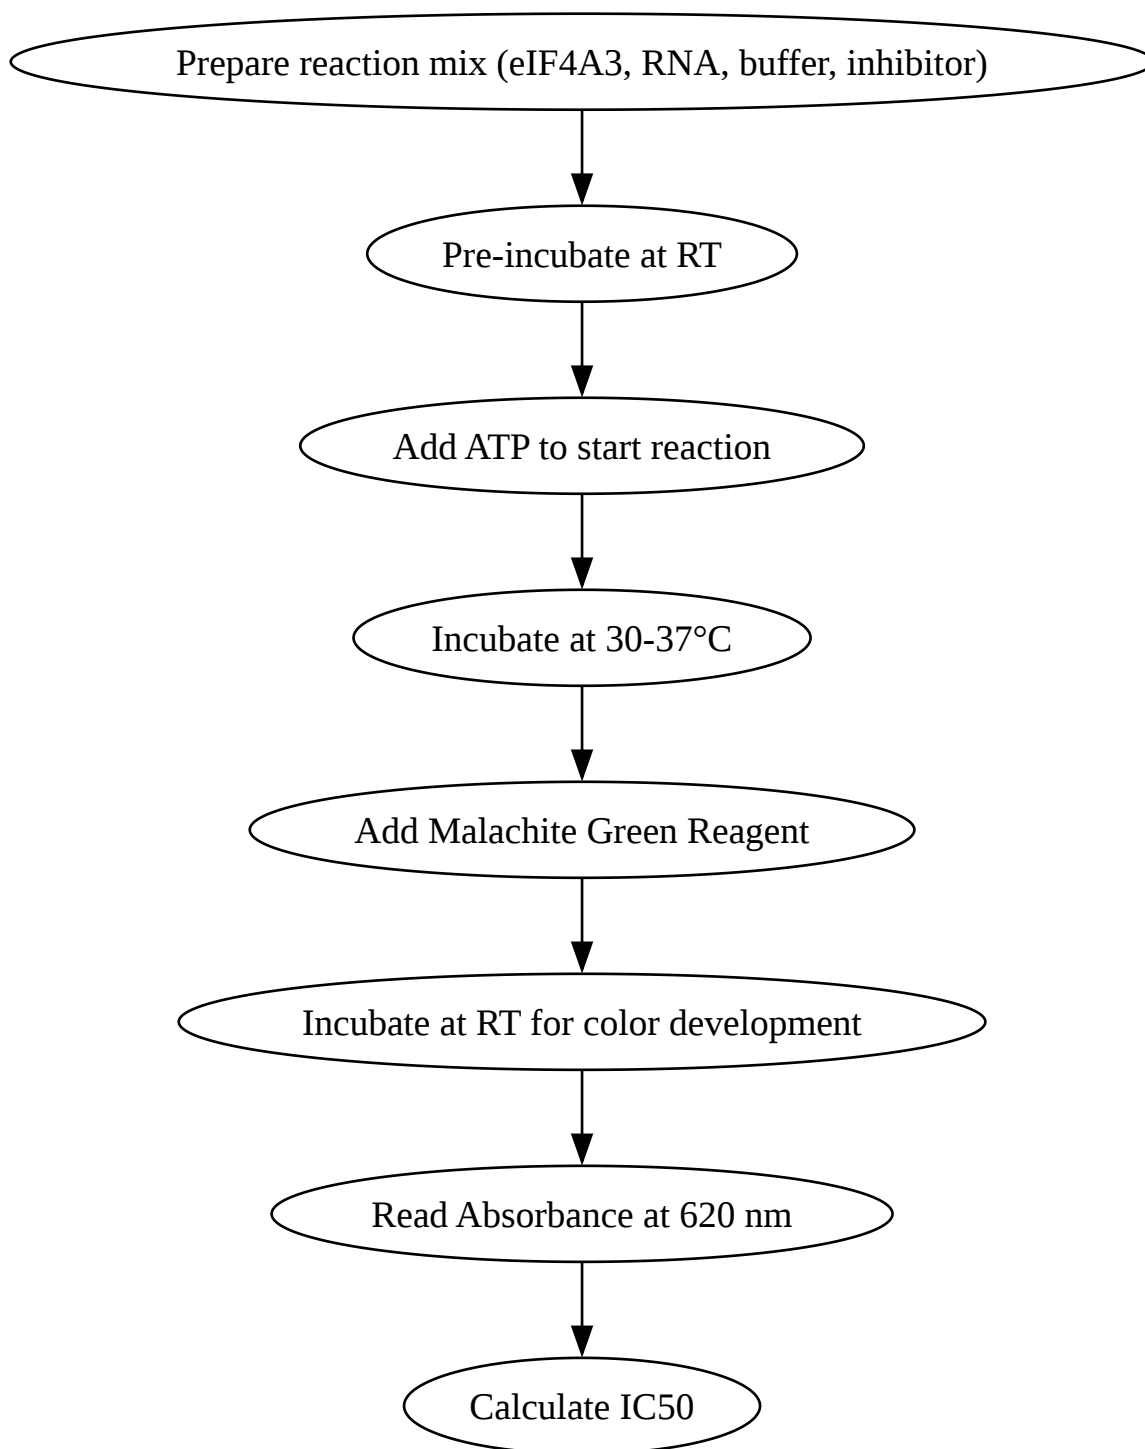 Prepare reaction mix (eIF4A3, RNA, buffer, inhibitor)
Pre-incubate at RT
Add ATP to start reaction
Incubate at 30-37°C
Add Malachite Green Reagent
Incubate at RT for color development
Read Absorbance at 620 nm
Calculate IC50